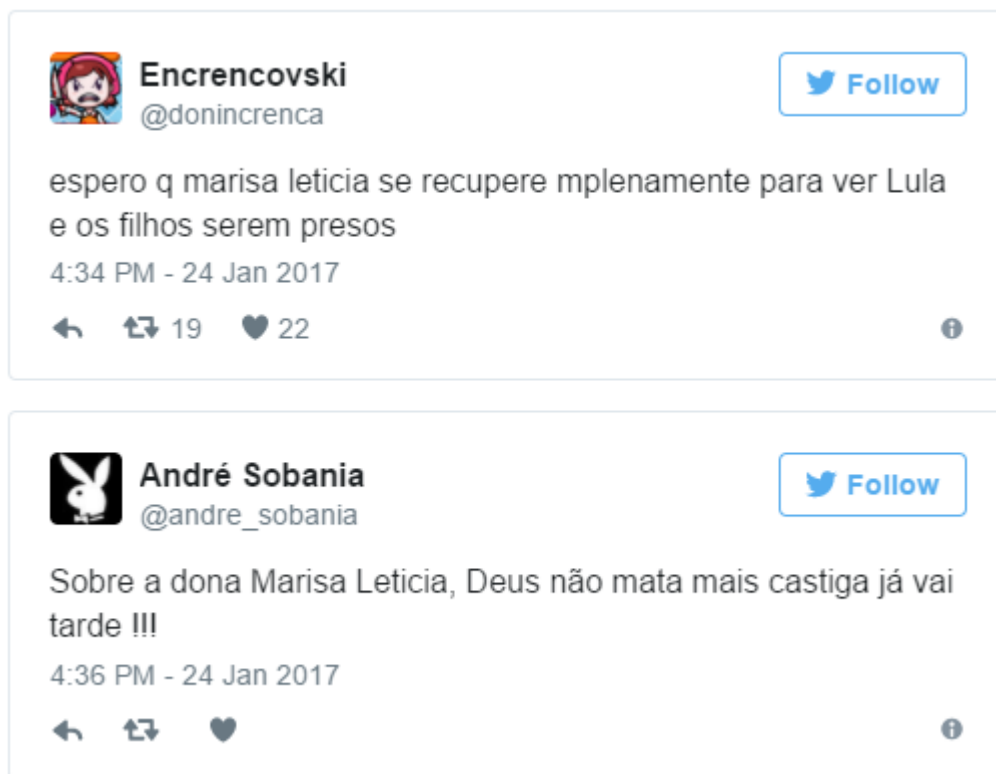 Encrencovski
Follow
@donincrenca
espero q marisa leticia se recupere mplenamente para ver Lula
e os filhos serem presos
4:34 PM - 24 Jan 2017
19 22
André Sobania
Follow
@andre_sobania
Sobre a dona Marisa Leticia, Deus não mata mais castiga já vai
tarde !!!
4:36 PM - 24 Jan 2017